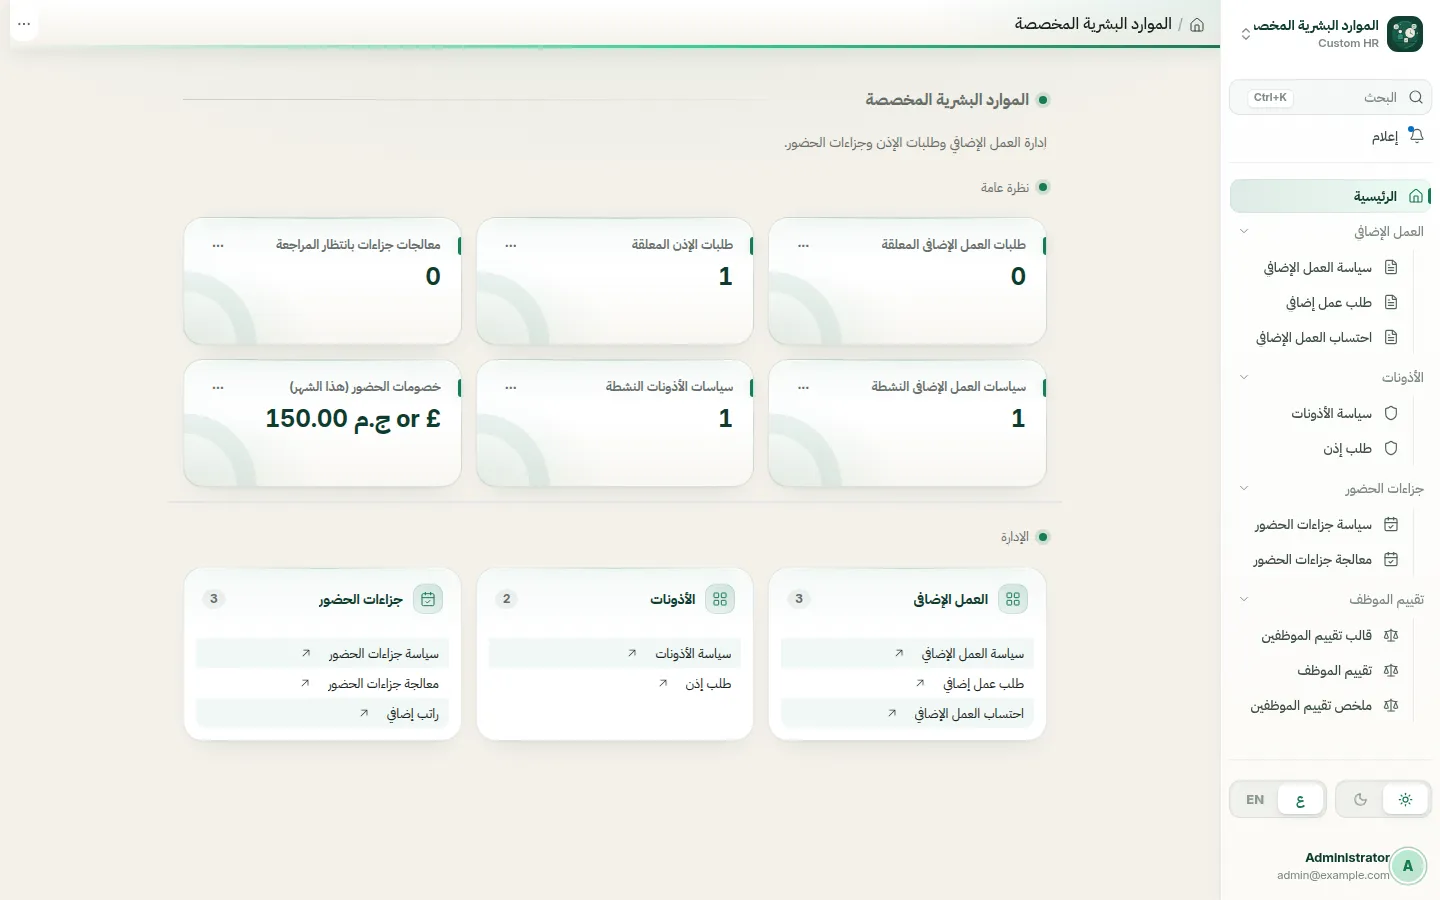 الموارد البشرية المخصصة
Custom HR
البحث
Ctrl+K
إعلام
الرئيسية
العمل الإضافي
سياسة العمل الإضافي
طلب عمل إضافي
احتساب العمل الإضافي
الأذونات
سياسة الأذونات
طلب إذن
جزاءات الحضور
سياسة جزاءات الحضور
معالجة جزاءات الحضور
تقييم الموظف
قالب تقييم الموظفين
تقييم الموظف
ملخص تقييم الموظفين
ع
EN
Administrator
admin@example.com
A
/ الموارد البشرية المخصصة
...
الموارد البشرية المخصصة
إدارة العمل الإضافي وطلبات الإذن وجزاءات الحضور.
نظرة عامة
طلبات العمل الإضافى المعلقة
0
طلبات الإذن المعلقة
1
معالجات جزاءات بانتظار المراجعة
0
سياسات العمل الإضافى النشطة
1
سياسات الأذونات النشطة
1
خصومات الحضور (هذا الشهر)
£ or ج.م 150.00
الإدارة
العمل الإضافى
3
سياسة العمل الإضافي
طلب عمل إضافي
احتساب العمل الإضافي
الأذونات
2
سياسة الأذونات
طلب إذن
جزاءات الحضور
3
سياسة جزاءات الحضور
معالجة جزاءات الحضور
راتب إضافي